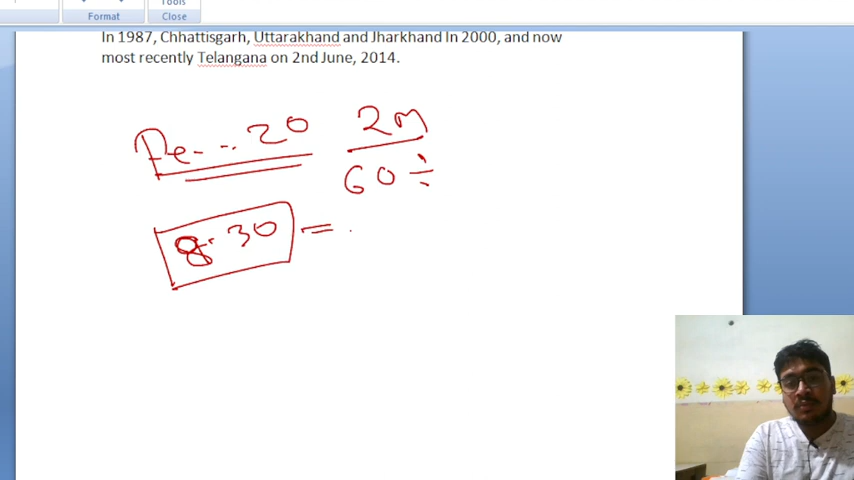 Tools
Format
Close
In 1987, Chhattisgarh, Uttarakhand and Jharkhand In 2000, and now
most recently Telangana on 2nd June, 2014.
20 2M
60 ÷
8.30 =